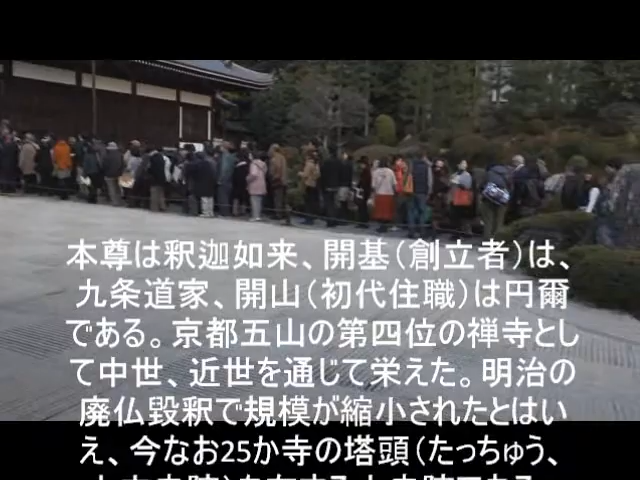 本尊は釈迦如来、開基（創立者）は、
九条道家、開山（初代住職）は円爾
である。京都五山の第四位の禅寺とし
て中世、近世を通じて栄えた。明治の
廃仏毀釈で規模が縮小されたとはい
え、今なお25か寺の塔頭（たっちゅう、